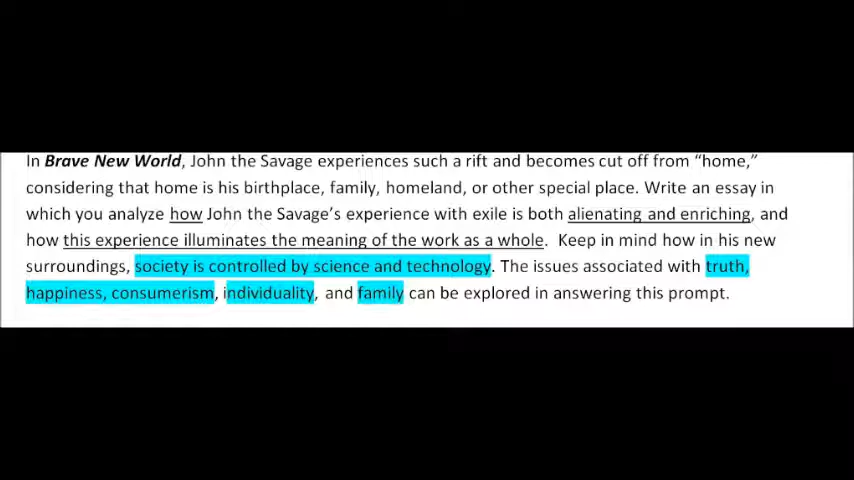 In Brave New World, John the Savage experiences such a rift and becomes cut off from “home,”
considering that home is his birthplace, family, homeland, or other special place. Write an essay in
which you analyze how John the Savage’s experience with exile is both alienating and enriching, and
how this experience illuminates the meaning of the work as a whole.  Keep in mind how in his new
surroundings, society is controlled by science and technology. The issues associated with truth,
happiness, consumerism, individuality, and family can be explored in answering this prompt.